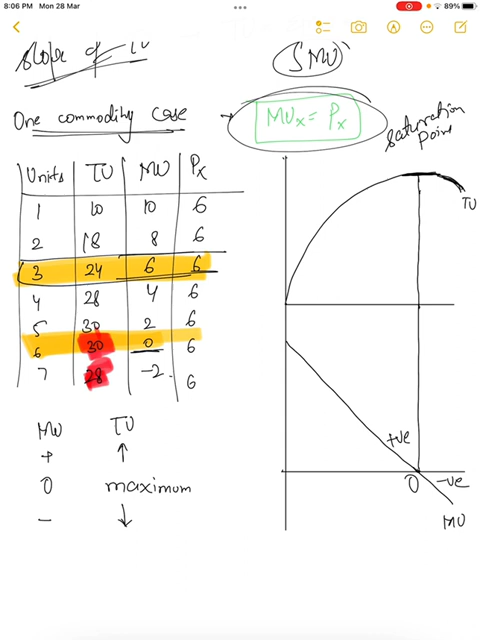 8:06 PM Mon 28 Mar
89%
Slope of TU
(SMU)
One commodity case → MUx = Px
Saturation Point
Units TU MU Px
1 10 10 6
2 18 8 6
3 24 6 6
4 28 4 6
5 30 2 6
6 30 0 6
7 28 -2. 6
TU
MU TU
+ ↑
0 maximum
- ↓
+ve
0 -ve
MU